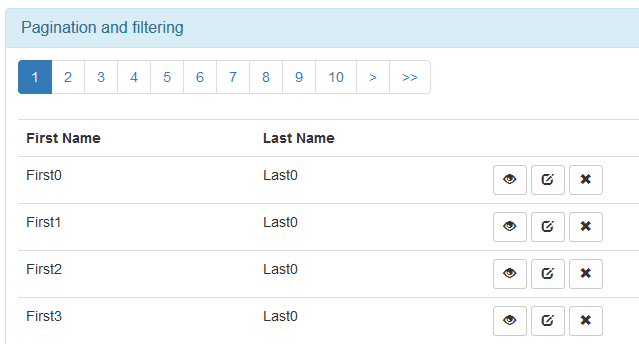 Pagination and filtering
1 2 3 4 5 6 7 8 9 10 > >>
First Name Last Name
First0 Last0
First1 Last0
First2 Last0
First3 Last0